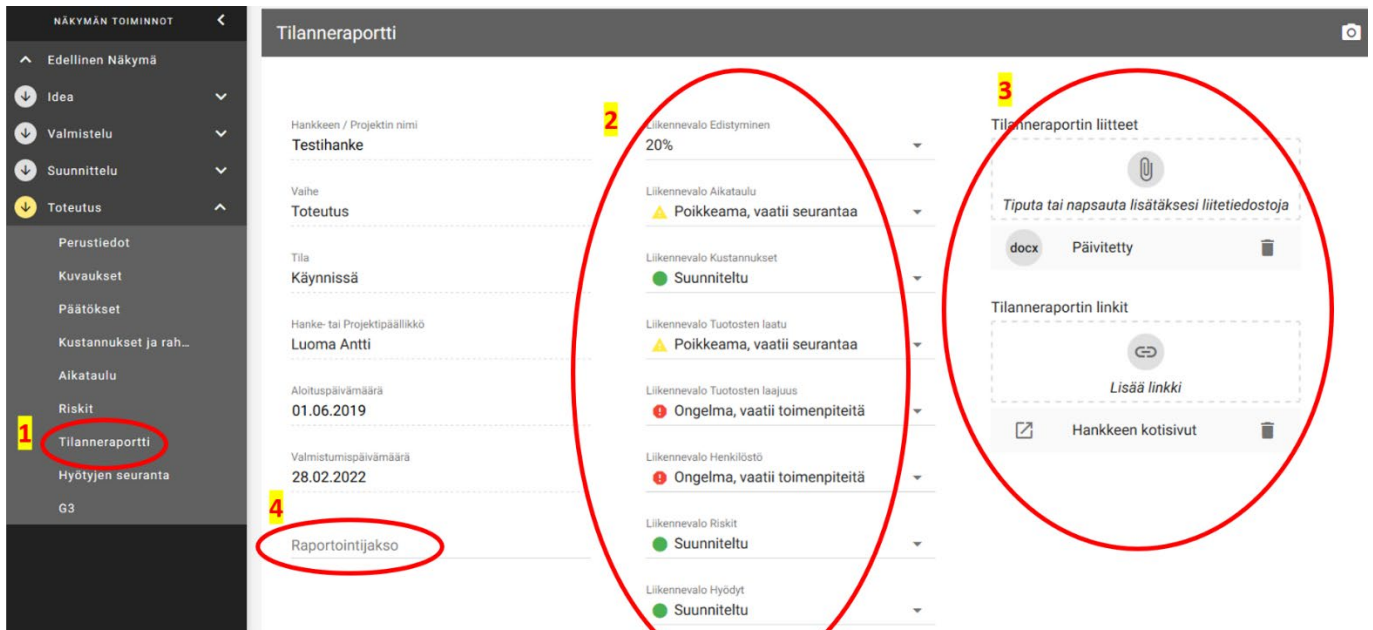 NÄKYMÄN TOIMINNOT
Edellinen Näkymä
Idea
Valmistelu
Suunnittelu
Toteutus
Perustiedot
Kuvaukset
Päätökset
Kustannukset ja rah...
Aikataulu
Riskit
1
Tilanneraportti
Hyötyjen seuranta
G3
Tilanneraportti
Hankkeen / Projektin nimi
Testihanke
Vaihe
Toteutus
Tila
Käynnissä
Hanke- tai Projektipäällikkö
Luoma Antti
Aloituspäivämäärä
01.06.2019
Valmistumispäivämäärä
28.02.2022
4
Raportointijakso
2
Liikennevalo Edistyminen
20%
Liikennevalo Aikataulu
Poikkeama, vaatii seurantaa
Liikennevalo Kustannukset
Suunniteltu
Liikennevalo Tuotosten laatu
Poikkeama, vaatii seurantaa
Liikennevalo Tuotosten laajuus
Ongelma, vaatii toimenpiteitä
Liikennevalo Henkilöstö
Ongelma, vaatii toimenpiteitä
Liikennevalo Riskit
Suunniteltu
Liikennevalo Hyödyt
Suunniteltu
3
Tilanneraportin liitteet
Tiputa tai napsauta lisätäksesi liitetiedostoja
docx Päivitetty
Tilanneraportin linkit
Lisää linkki
Hankkeen kotisivut